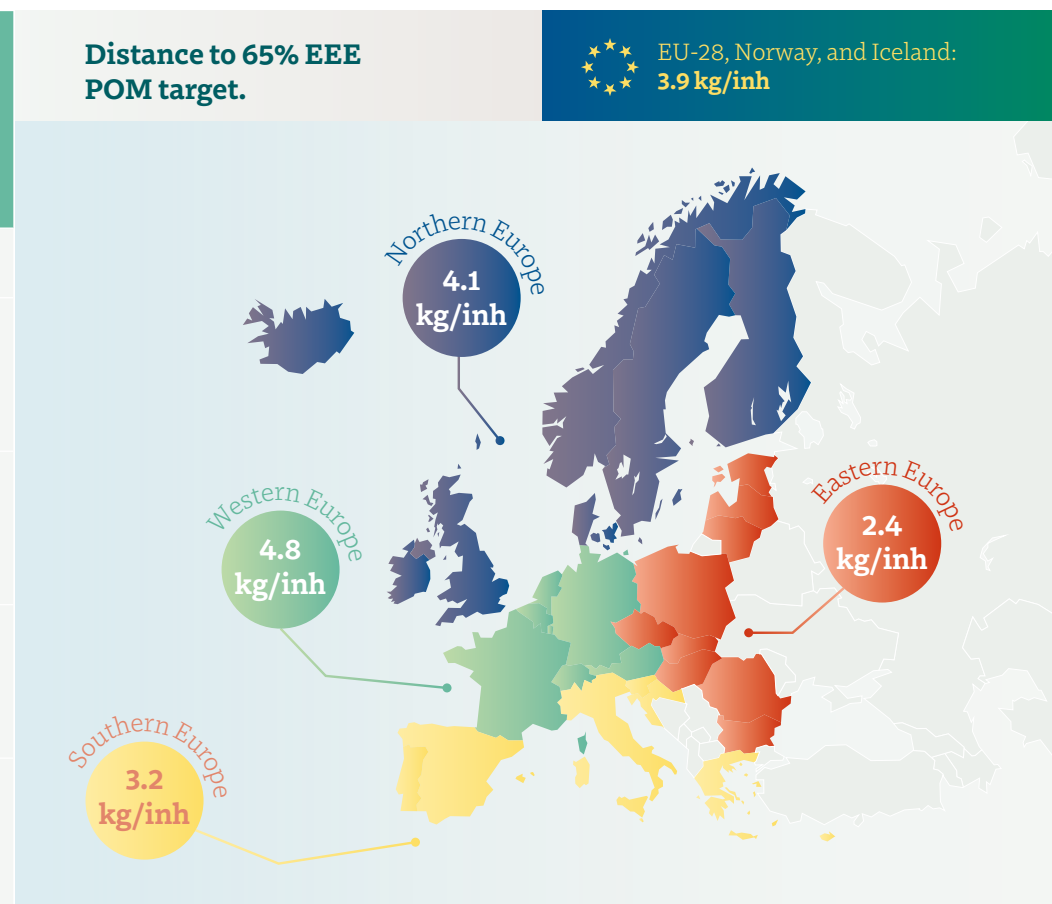 Distance to 65% EEE
POM target.
EU-28, Norway, and Iceland:
3.9 kg/inh
Northern Europe
4.1
kg/inh
Western Europe
4.8
kg/inh
Eastern Europe
2.4
kg/inh
Southern Europe
3.2
kg/inh